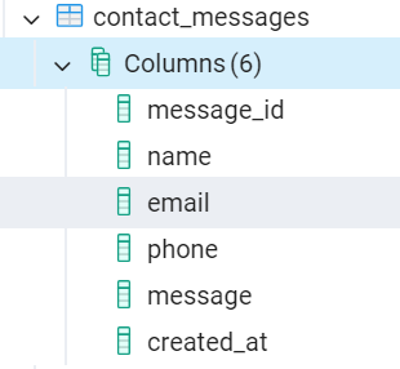 contact_messages
Columns (6)
message_id
name
email
phone
message
created_at